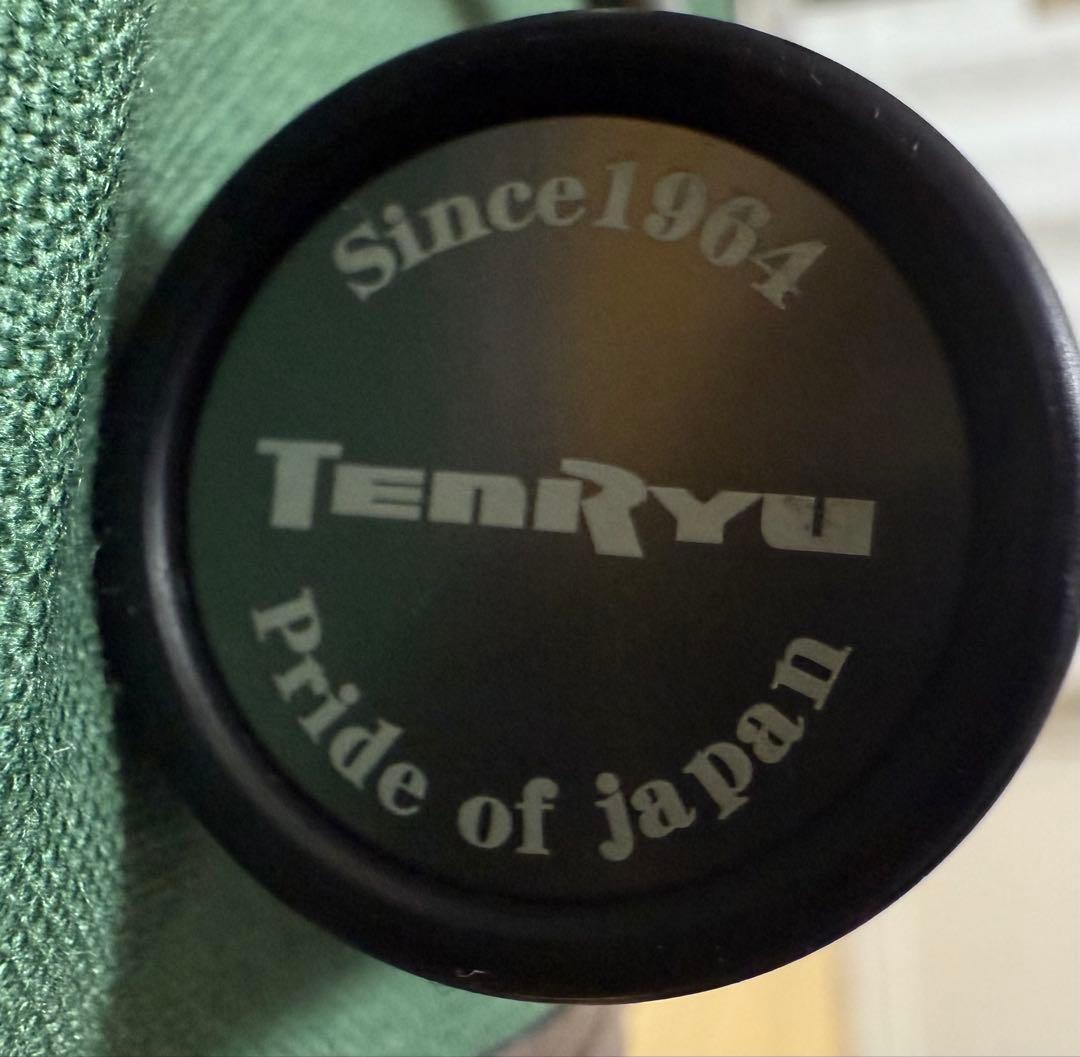 Since1964
TenRyu
Pride of japan